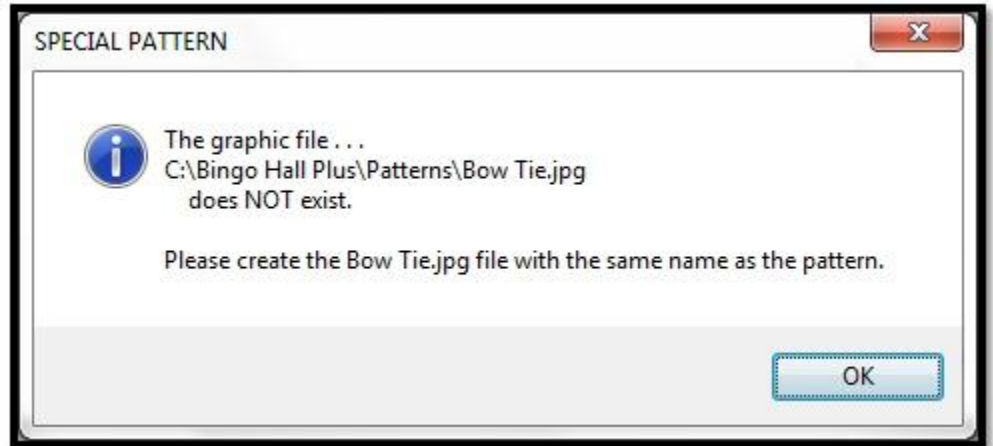 SPECIAL PATTERN
The graphic file . . .
C:\Bingo Hall Plus\Patterns\Bow Tie.jpg
does NOT exist.
Please create the Bow Tie.jpg file with the same name as the pattern.
OK